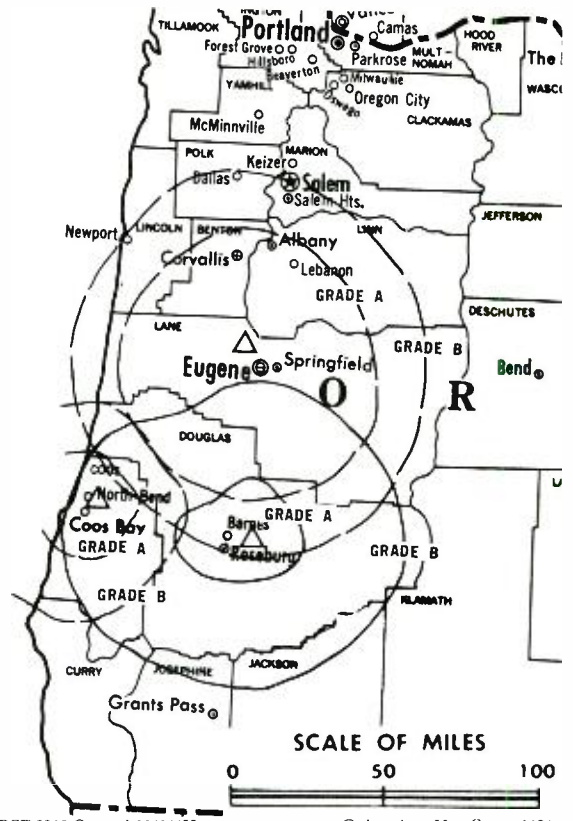 TILLAMOOK
Portland
Camas
HOOD RIVER
Forest Grove
Hillsboro
Beaverton
Parkrose
MULT-NOMAH
The
Milwaukie
WASC
YAMHILL
Oswego
Oregon City
McMinnville
CLACKAMAS
POLK
MARION
Keizer
Dallas
Salem
Salem Hts.
JEFFERSON
Newport
LINCOLN
BENTON
LINN
Albany
Corvallis
Lebanon
GRADE A
DESCHUTES
LANE
GRADE B
Eugene
Springfield
Bend
O
R
DOUGLAS
COOS
North Bend
GRADE A
Coos Bay
Barnes
GRADE A
Roseburg
GRADE B
GRADE B
KLAMATH
CURRY
JOSEPHINE
JACKSON
Grants Pass
SCALE OF MILES
0 50 100